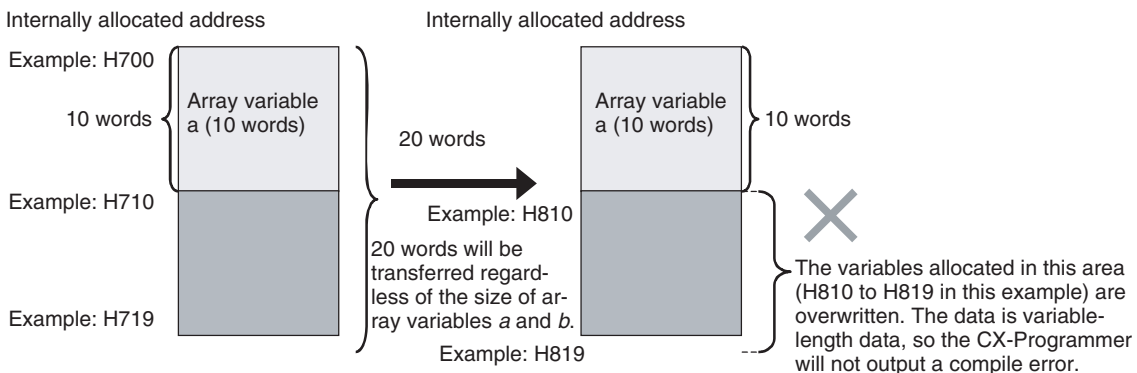 Internally allocated address
Internally allocated address
Example: H700
10 words
Array variable
a (10 words)
Example: H710
Example: H719
20 words
20 words will be
transferred regard-
less of the size of ar-
ray variables a and b.
Array variable
a (10 words)
10 words
Example: H810
Example: H819
The variables allocated in this area
(H810 to H819 in this example) are
overwritten. The data is variable-
length data, so the CX-Programmer
will not output a compile error.